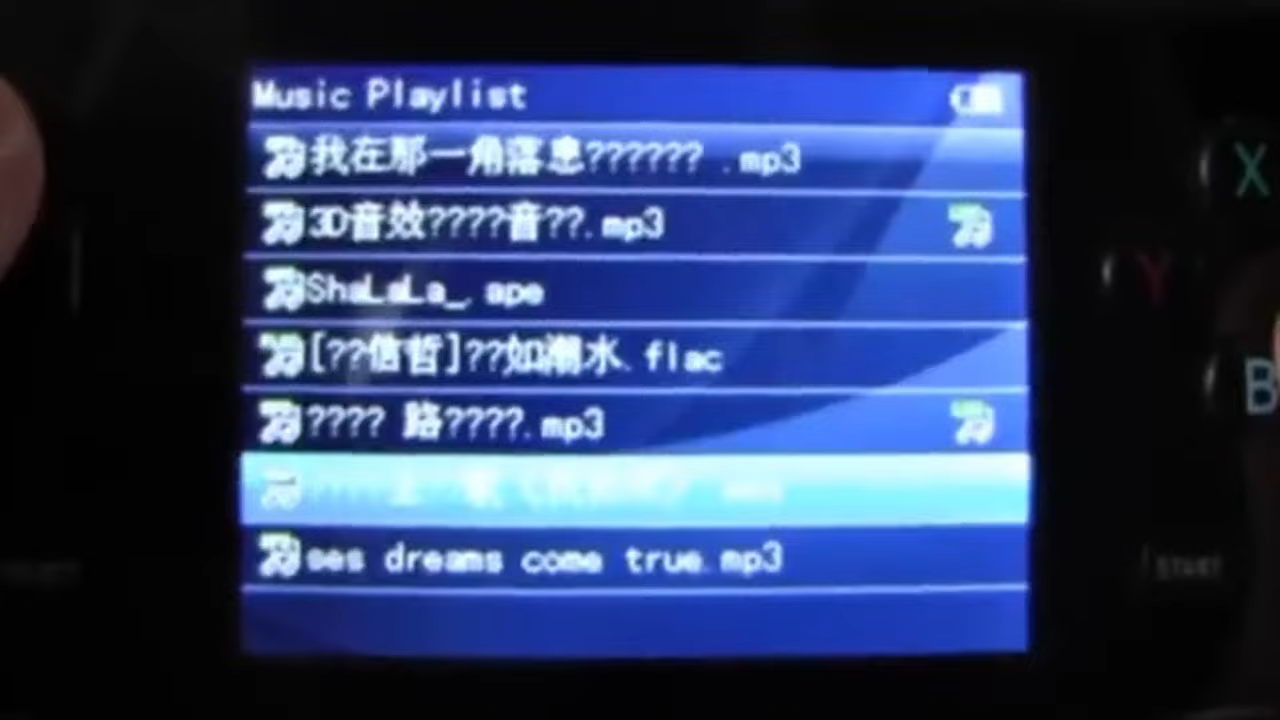 Music Playlist
我在那一角落患?????? .mp3
3D音效????音??.mp3
ShaLaLa_.ape
[??信哲]??如潮水.flac
???? 路????.mp3
ses dreams come true.mp3
X
Y
B
START